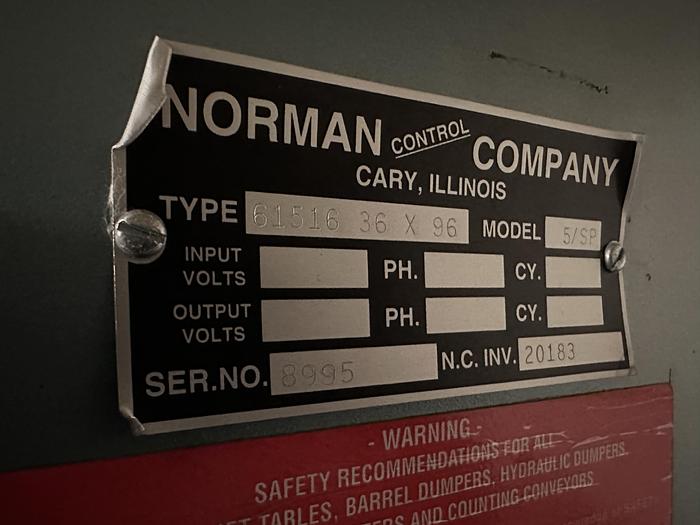 NORMAN CONTROL COMPANY
CARY, ILLINOIS
TYPE 61516 36 X 96 MODEL 5/SP
INPUT VOLTS PH. CY.
OUTPUT VOLTS PH. CY.
SER.NO. 8995 N.C. INV. 20183
- WARNING -
SAFETY RECOMMENDATIONS FOR ALL
TABLES, BARREL DUMPERS, HYDRAULIC DUMPERS,
AND COUNTING CONVEYORS